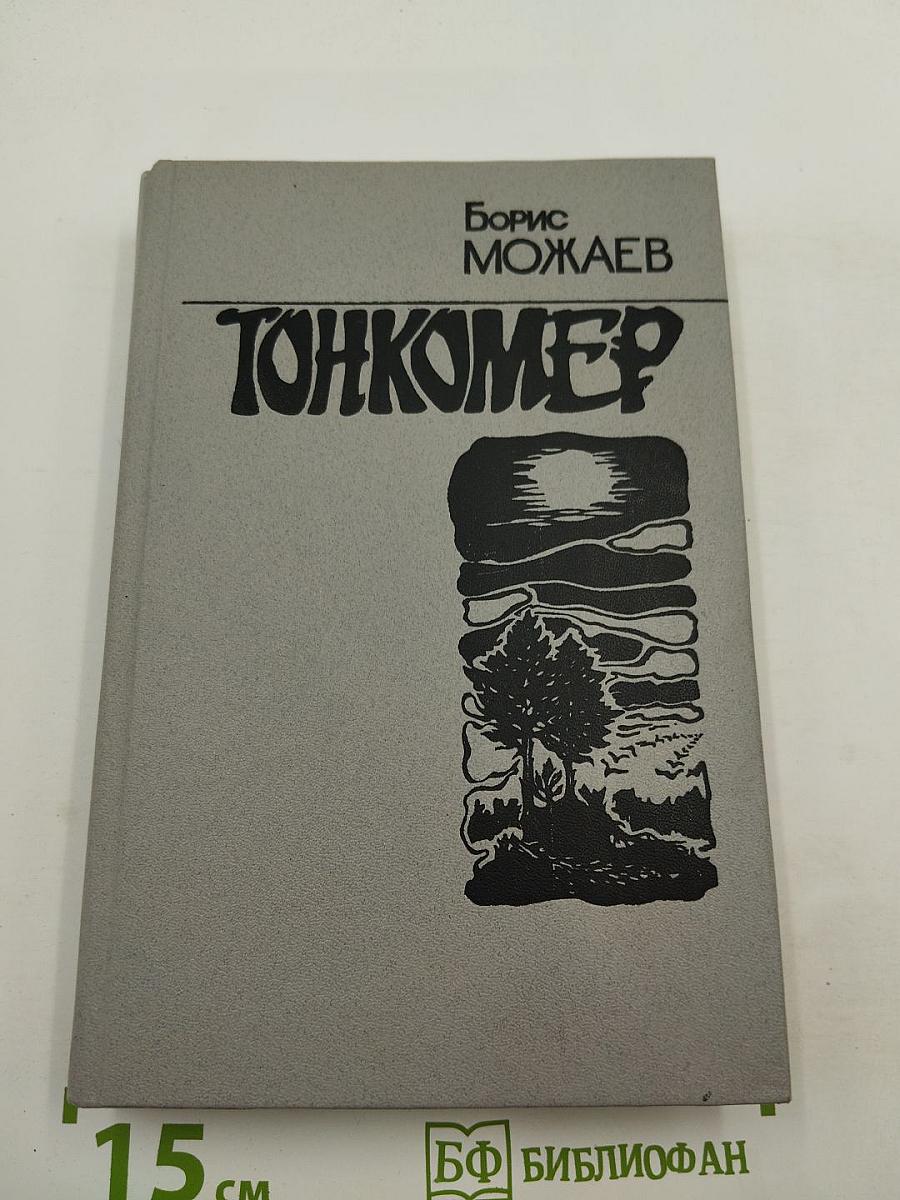 Борис
МОЖАЕВ
ТОНКОМЕР
15 см
БФ БИБЛИОФАН